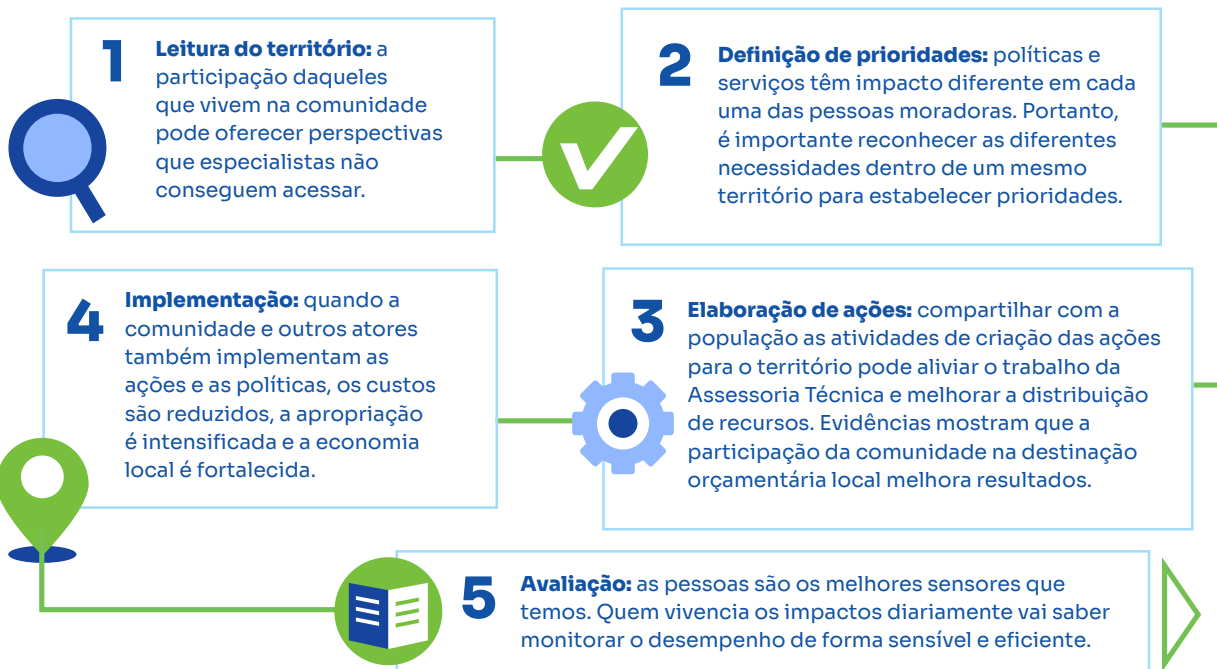 1
Leitura do território: a
participação daqueles
que vivem na comunidade
pode oferecer perspectivas
que especialistas não
conseguem acessar.
2
Definição de prioridades: políticas e
serviços têm impacto diferente em cada
uma das pessoas moradoras. Portanto,
é importante reconhecer as diferentes
necessidades dentro de um mesmo
território para estabelecer prioridades.
3
Elaboração de ações: compartilhar com a
população as atividades de criação das ações
para o território pode aliviar o trabalho da
Assessoria Técnica e melhorar a distribuição
de recursos. Evidências mostram que a
participação da comunidade na destinação
orçamentária local melhora resultados.
4
Implementação: quando a
comunidade e outros atores
também implementam as
ações e as políticas, os custos
são reduzidos, a apropriação
é intensificada e a economia
local é fortalecida.
5
Avaliação: as pessoas são os melhores sensores que
temos. Quem vivencia os impactos diariamente vai saber
monitorar o desempenho de forma sensível e eficiente.